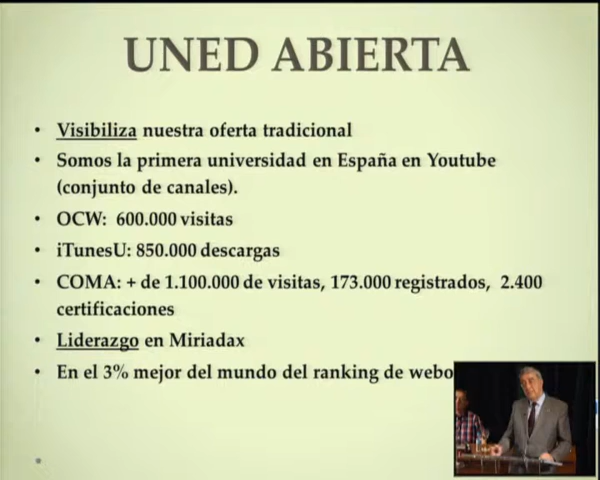 UNED ABIERTA
• Visibiliza nuestra oferta tradicional
• Somos la primera universidad en España en Youtube
(conjunto de canales).
• OCW: 600.000 visitas
• iTunesU: 850.000 descargas
• COMA: + de 1.100.000 de visitas, 173.000 registrados, 2.400
certificaciones
• Liderazgo en Miriadax
• En el 3% mejor del mundo del ranking de